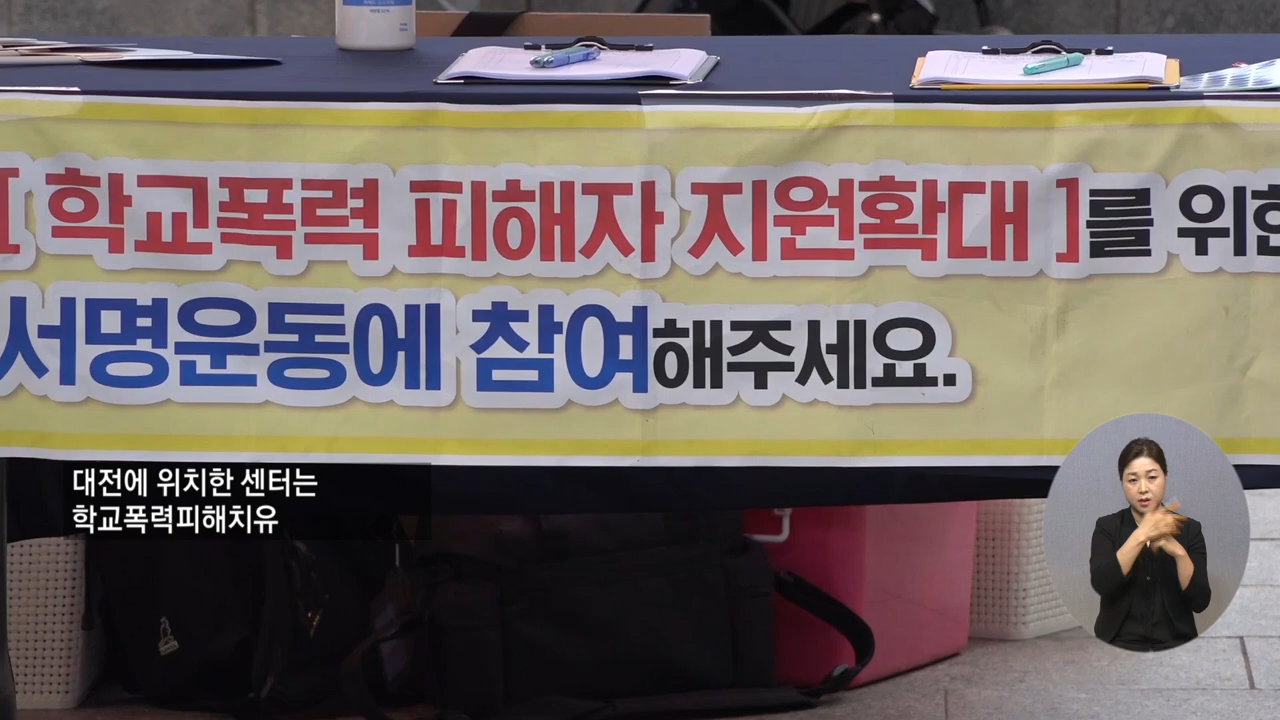 [ 학교폭력 피해자 지원확대 ]를 위한
서명운동에 참여해주세요.
대전에 위치한 센터는
학교폭력피해치유